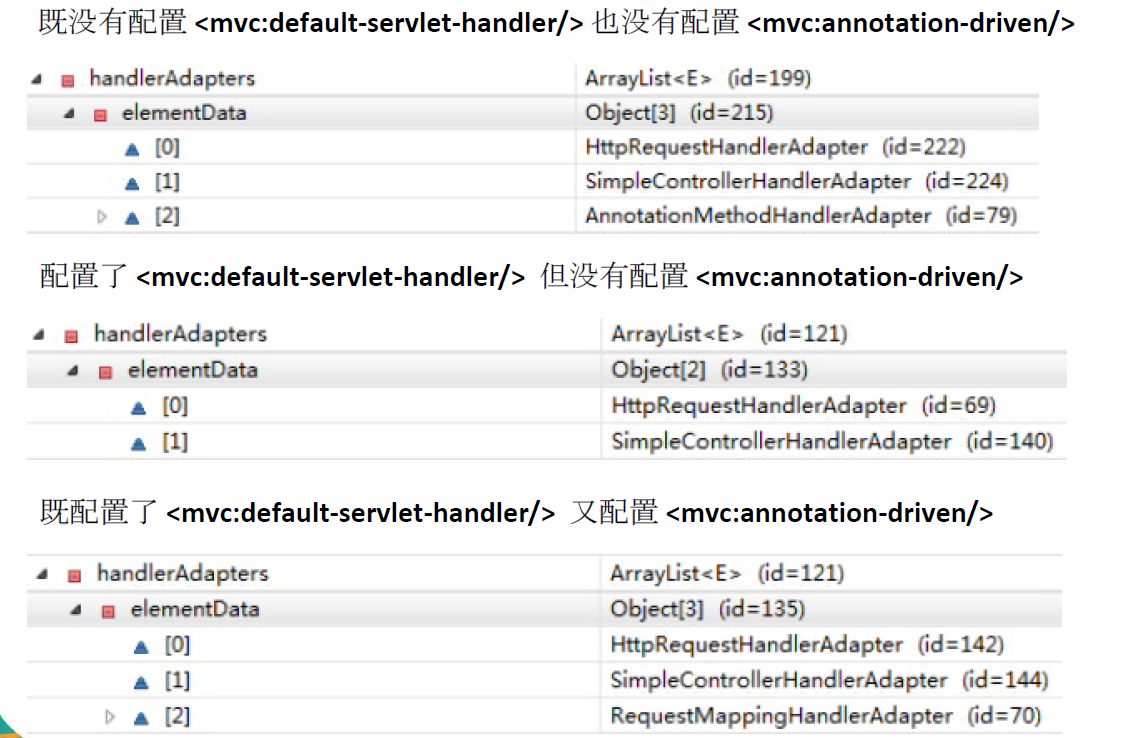 既没有配置 <mvc:default-servlet-handler/> 也没有配置 <mvc:annotation-driven/>
handlerAdapters ArrayList<E> (id=199)
elementData Object[3] (id=215)
[0] HttpRequestHandlerAdapter (id=222)
[1] SimpleControllerHandlerAdapter (id=224)
[2] AnnotationMethodHandlerAdapter (id=79)
配置了 <mvc:default-servlet-handler/> 但没有配置 <mvc:annotation-driven/>
handlerAdapters ArrayList<E> (id=121)
elementData Object[2] (id=133)
[0] HttpRequestHandlerAdapter (id=69)
[1] SimpleControllerHandlerAdapter (id=140)
既配置了 <mvc:default-servlet-handler/> 又配置 <mvc:annotation-driven/>
handlerAdapters ArrayList<E> (id=121)
elementData Object[3] (id=135)
[0] HttpRequestHandlerAdapter (id=142)
[1] SimpleControllerHandlerAdapter (id=144)
[2] RequestMappingHandlerAdapter (id=70)